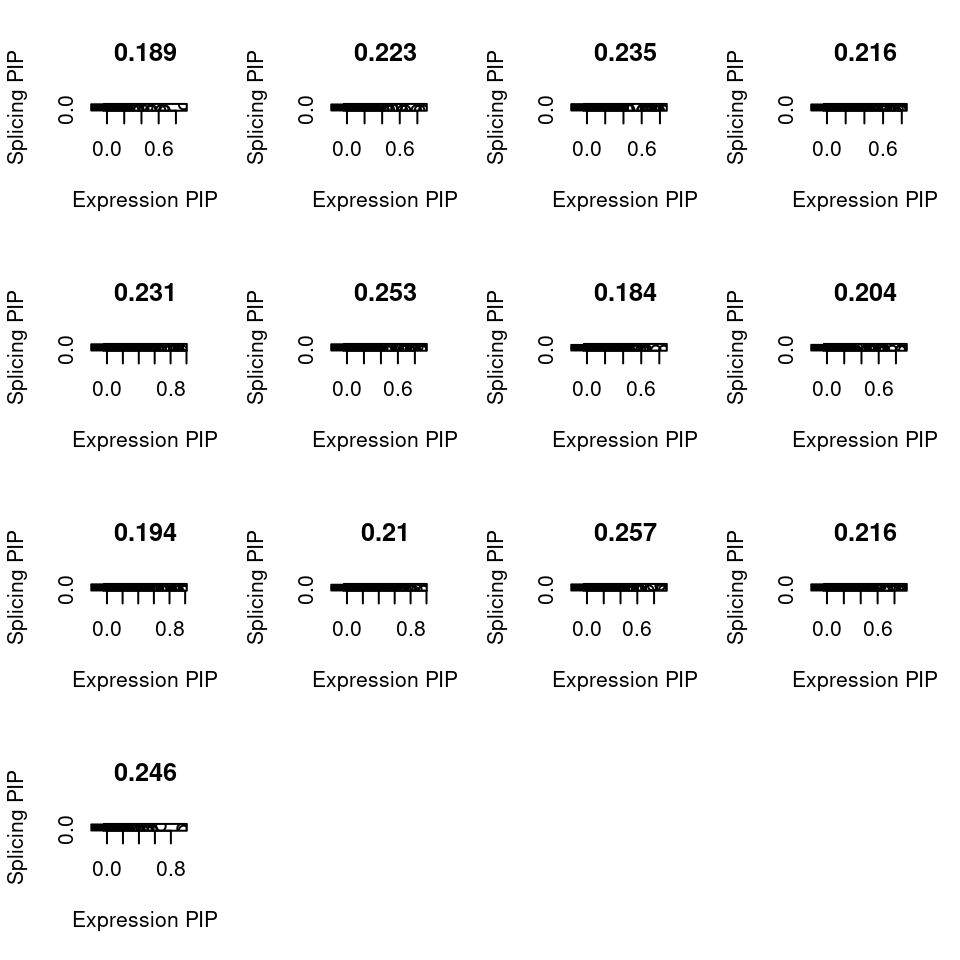 0.189
Splicing PIP
0.0
0.0 0.6
Expression PIP
0.223
Splicing PIP
0.0
0.0 0.6
Expression PIP
0.235
Splicing PIP
0.0
0.0 0.6
Expression PIP
0.216
Splicing PIP
0.0
0.0 0.6
Expression PIP
0.231
Splicing PIP
0.0
0.0 0.8
Expression PIP
0.253
Splicing PIP
0.0
0.0 0.6
Expression PIP
0.184
Splicing PIP
0.0
0.0 0.6
Expression PIP
0.204
Splicing PIP
0.0
0.0 0.6
Expression PIP
0.194
Splicing PIP
0.0
0.0 0.8
Expression PIP
0.21
Splicing PIP
0.0
0.0 0.8
Expression PIP
0.257
Splicing PIP
0.0
0.0 0.6
Expression PIP
0.216
Splicing PIP
0.0
0.0 0.6
Expression PIP
0.246
Splicing PIP
0.0
0.0 0.8
Expression PIP